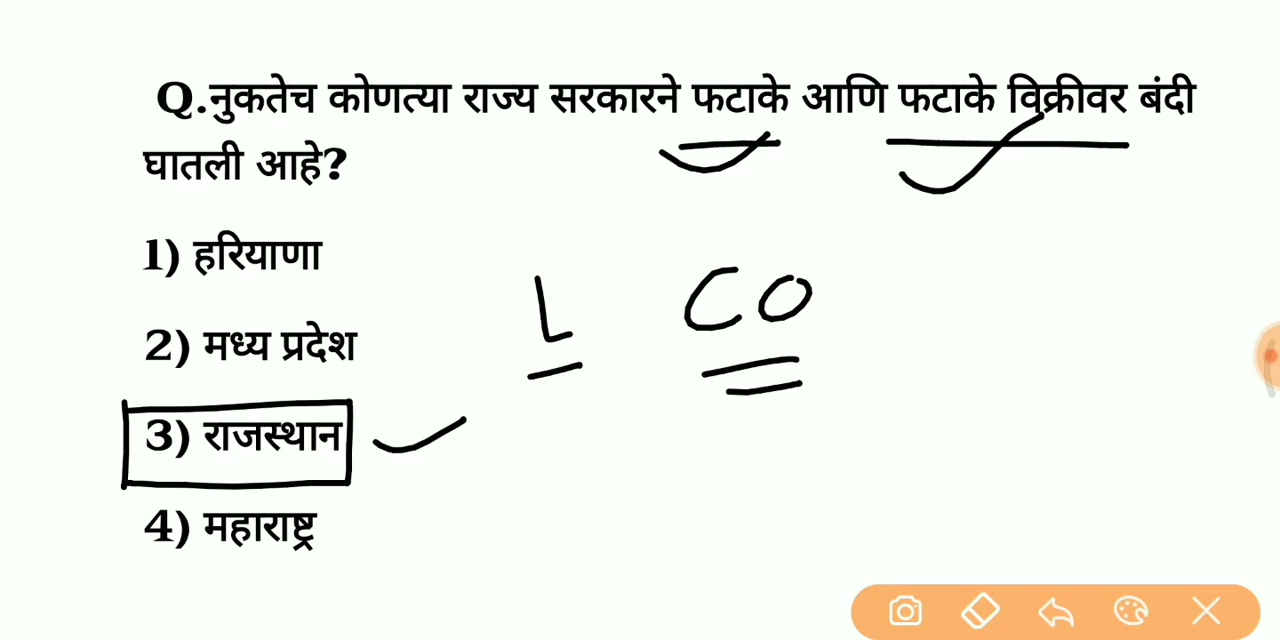 Q.नुकतेच कोणत्या राज्य सरकारने फटाके आणि फटाके विक्रीवर बंदी
घातली आहे?
1) हरियाणा
2) मध्य प्रदेश
L CO
3) राजस्थान
4) महाराष्ट्र